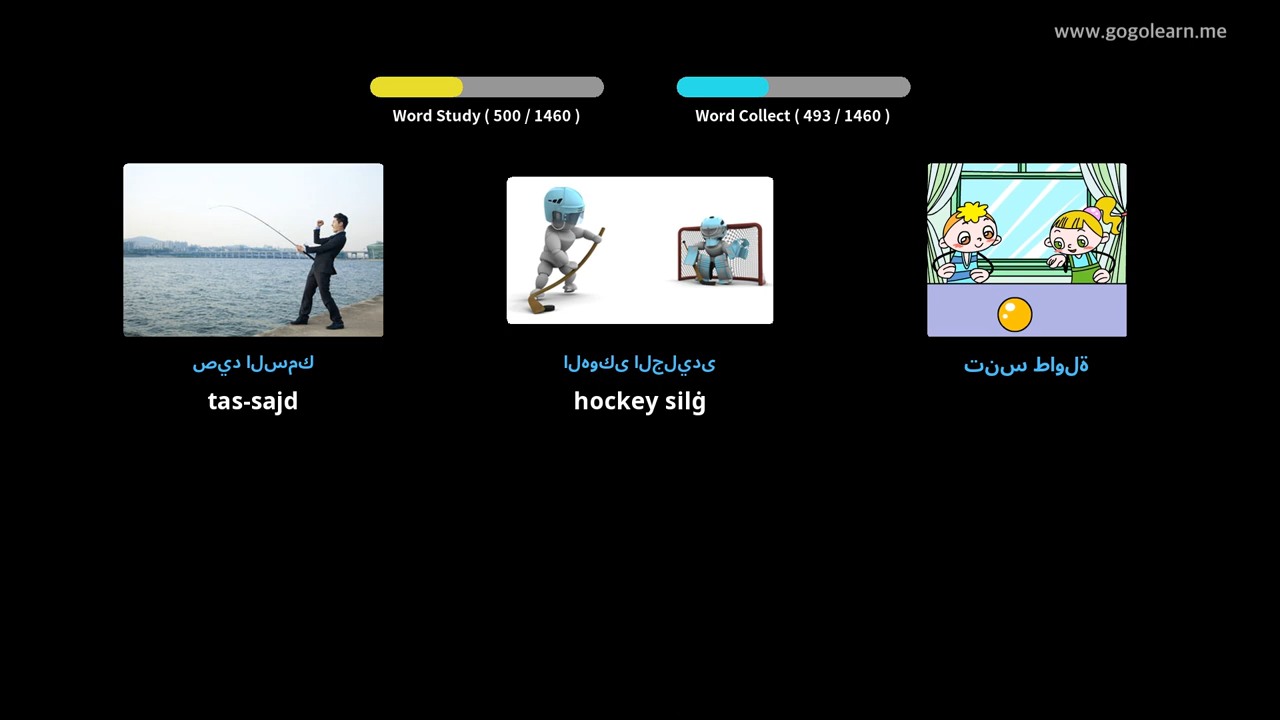 www.gogolearn.me
Word Study ( 500 / 1460 )
Word Collect ( 493 / 1460 )
صيد السمك
الهوكى الجليدى
تنس طاولة
tas-sajd
hockey silġ